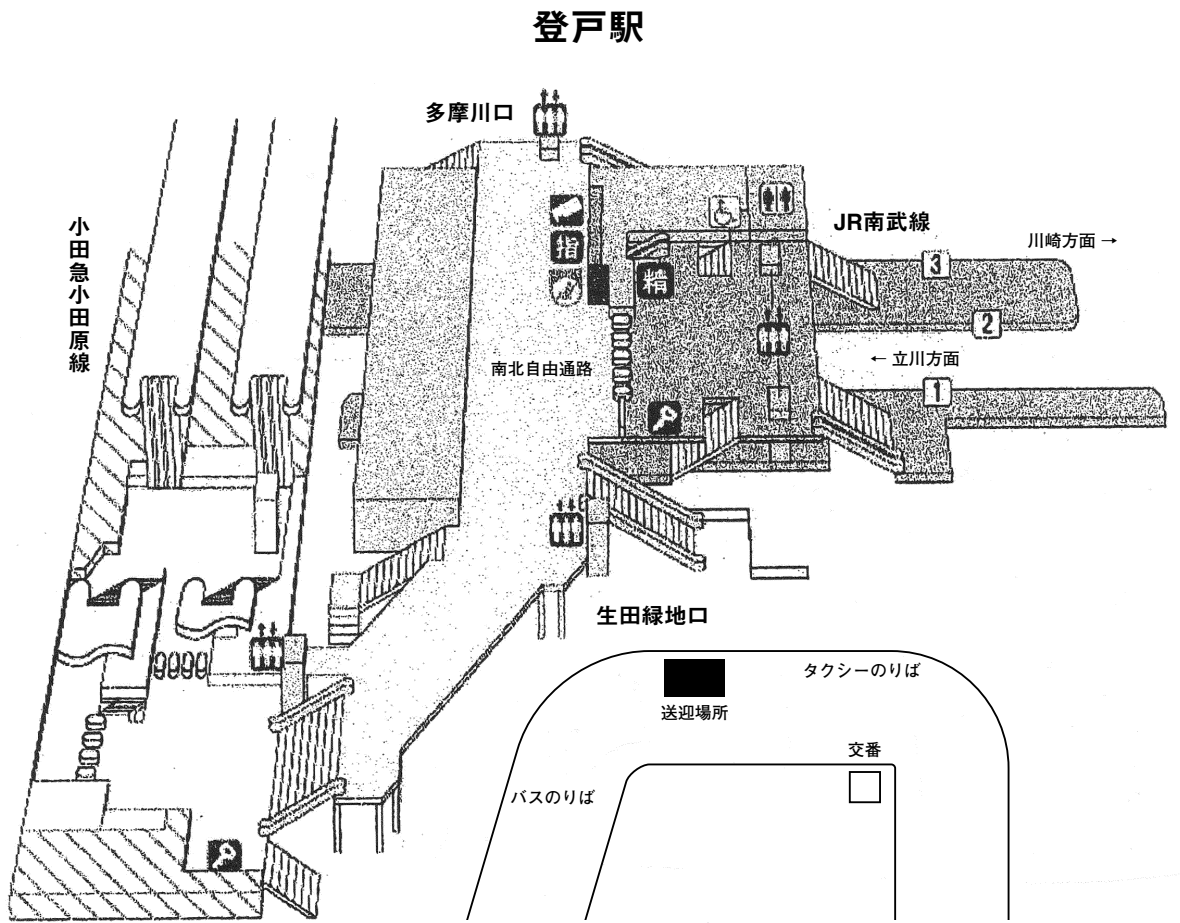 登戸駅
多摩川口
小田急小田原線
JR南武線
川崎方面 →
3
指
精
2
南北自由通路
← 立川方面
1
生田緑地口
タクシーのりば
送迎場所
交番
バスのりば